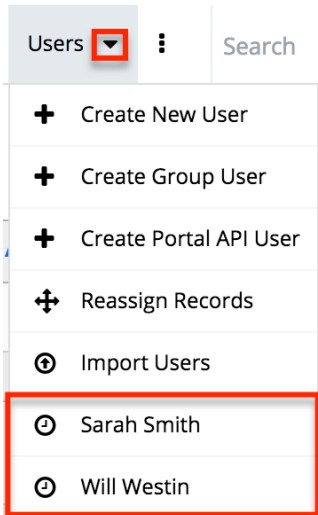 Users
Search
Create New User
Create Group User
Create Portal API User
Reassign Records
Import Users
Sarah Smith
Will Westin